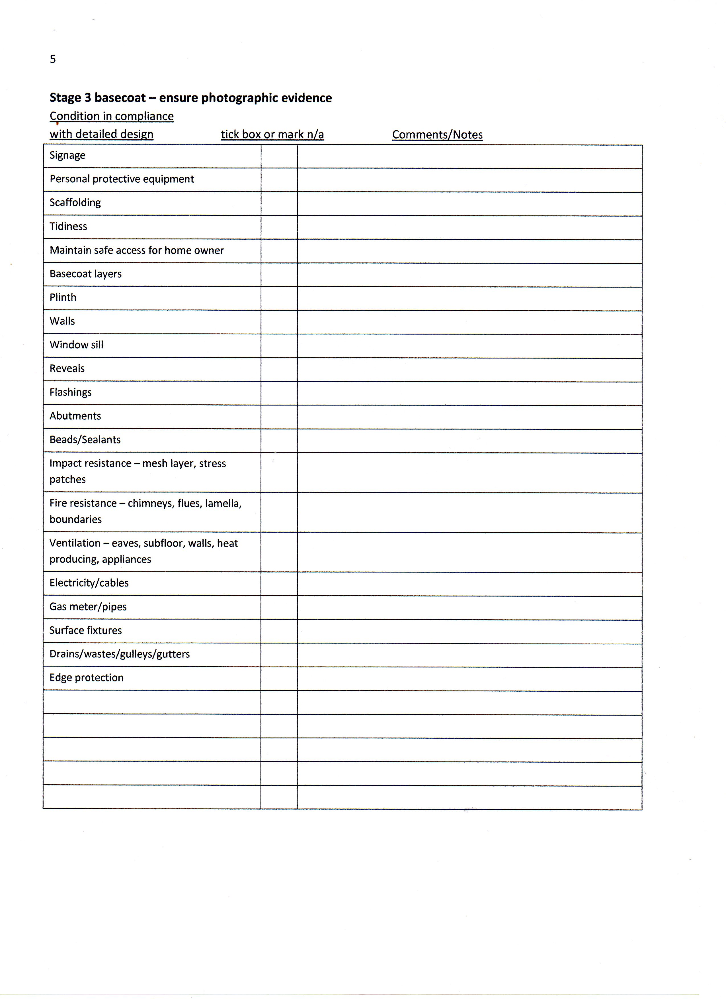 5
Stage 3 basecoat – ensure photographic evidence
Condition in compliance
with detailed design tick box or mark n/a Comments/Notes
Signage
Personal protective equipment
Scaffolding
Tidiness
Maintain safe access for home owner
Basecoat layers
Plinth
Walls
Window sill
Reveals
Flashings
Abutments
Beads/Sealants
Impact resistance – mesh layer, stress
patches
Fire resistance – chimneys, flues, lamella,
boundaries
Ventilation – eaves, subfloor, walls, heat
producing, appliances
Electricity/cables
Gas meter/pipes
Surface fixtures
Drains/wastes/gulleys/gutters
Edge protection